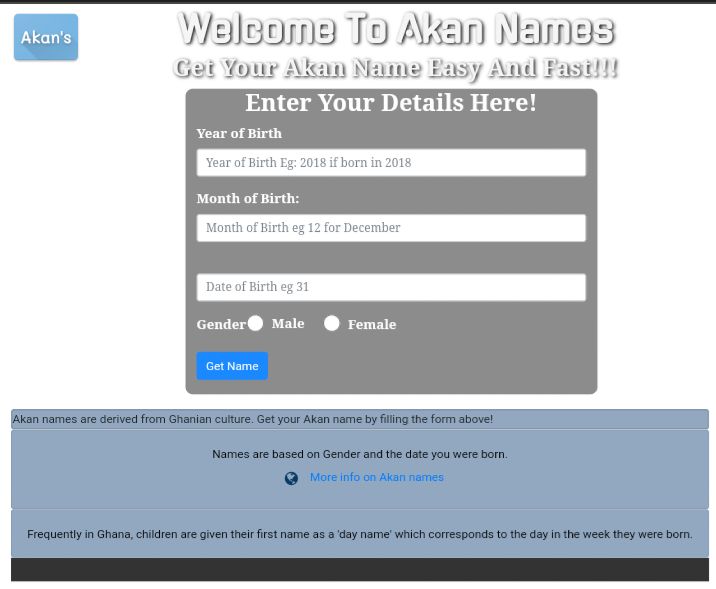 Akan's
Welcome To Akan Names
Get Your Akan Name Easy And Fast!!!
Enter Your Details Here!
Year of Birth
Year of Birth Eg: 2018 if born in 2018
Month of Birth:
Month of Birth eg 12 for December
Date of Birth eg 31
Gender Male Female
Get Name
Akan names are derived from Ghanian culture. Get your Akan name by filling the form above!
Names are based on Gender and the date you were born.
More info on Akan names
Frequently in Ghana, children are given their first name as a 'day name' which corresponds to the day in the week they were born.